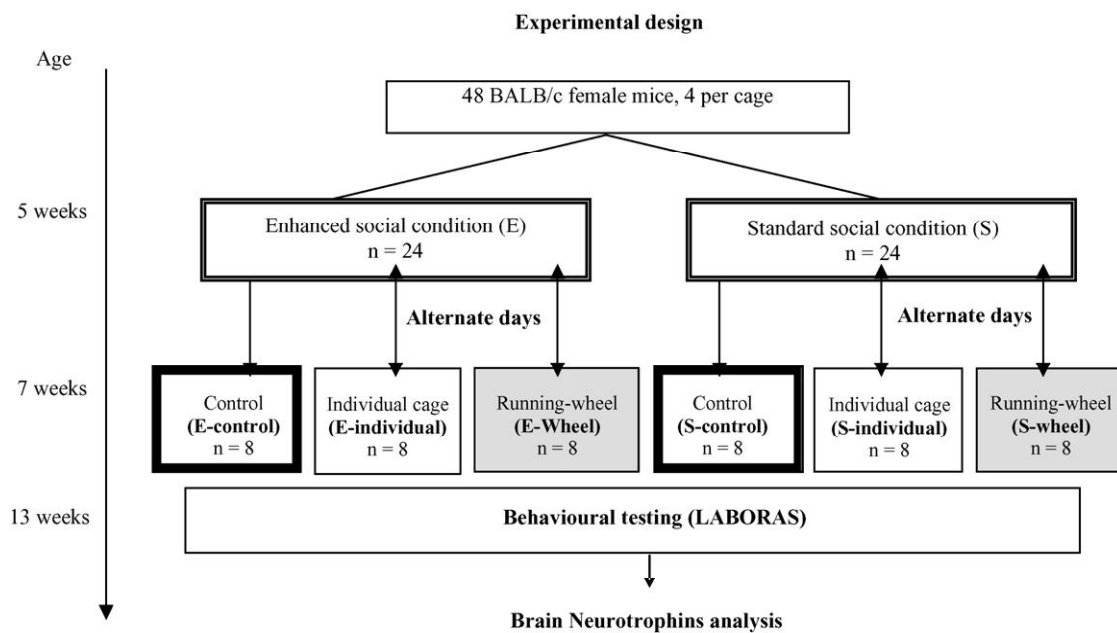 Experimental design
Age
48 BALB/c female mice, 4 per cage
5 weeks
Enhanced social condition (E)
n = 24
Standard social condition (S)
n = 24
Alternate days
Alternate days
7 weeks
Control
(E-control)
n = 8
Individual cage
(E-individual)
n = 8
Running-wheel
(E-Wheel)
n = 8
Control
(S-control)
n = 8
Individual cage
(S-individual)
n = 8
Running-wheel
(S-wheel)
n = 8
13 weeks
Behavioural testing (LABORAS)
Brain Neurotrophins analysis